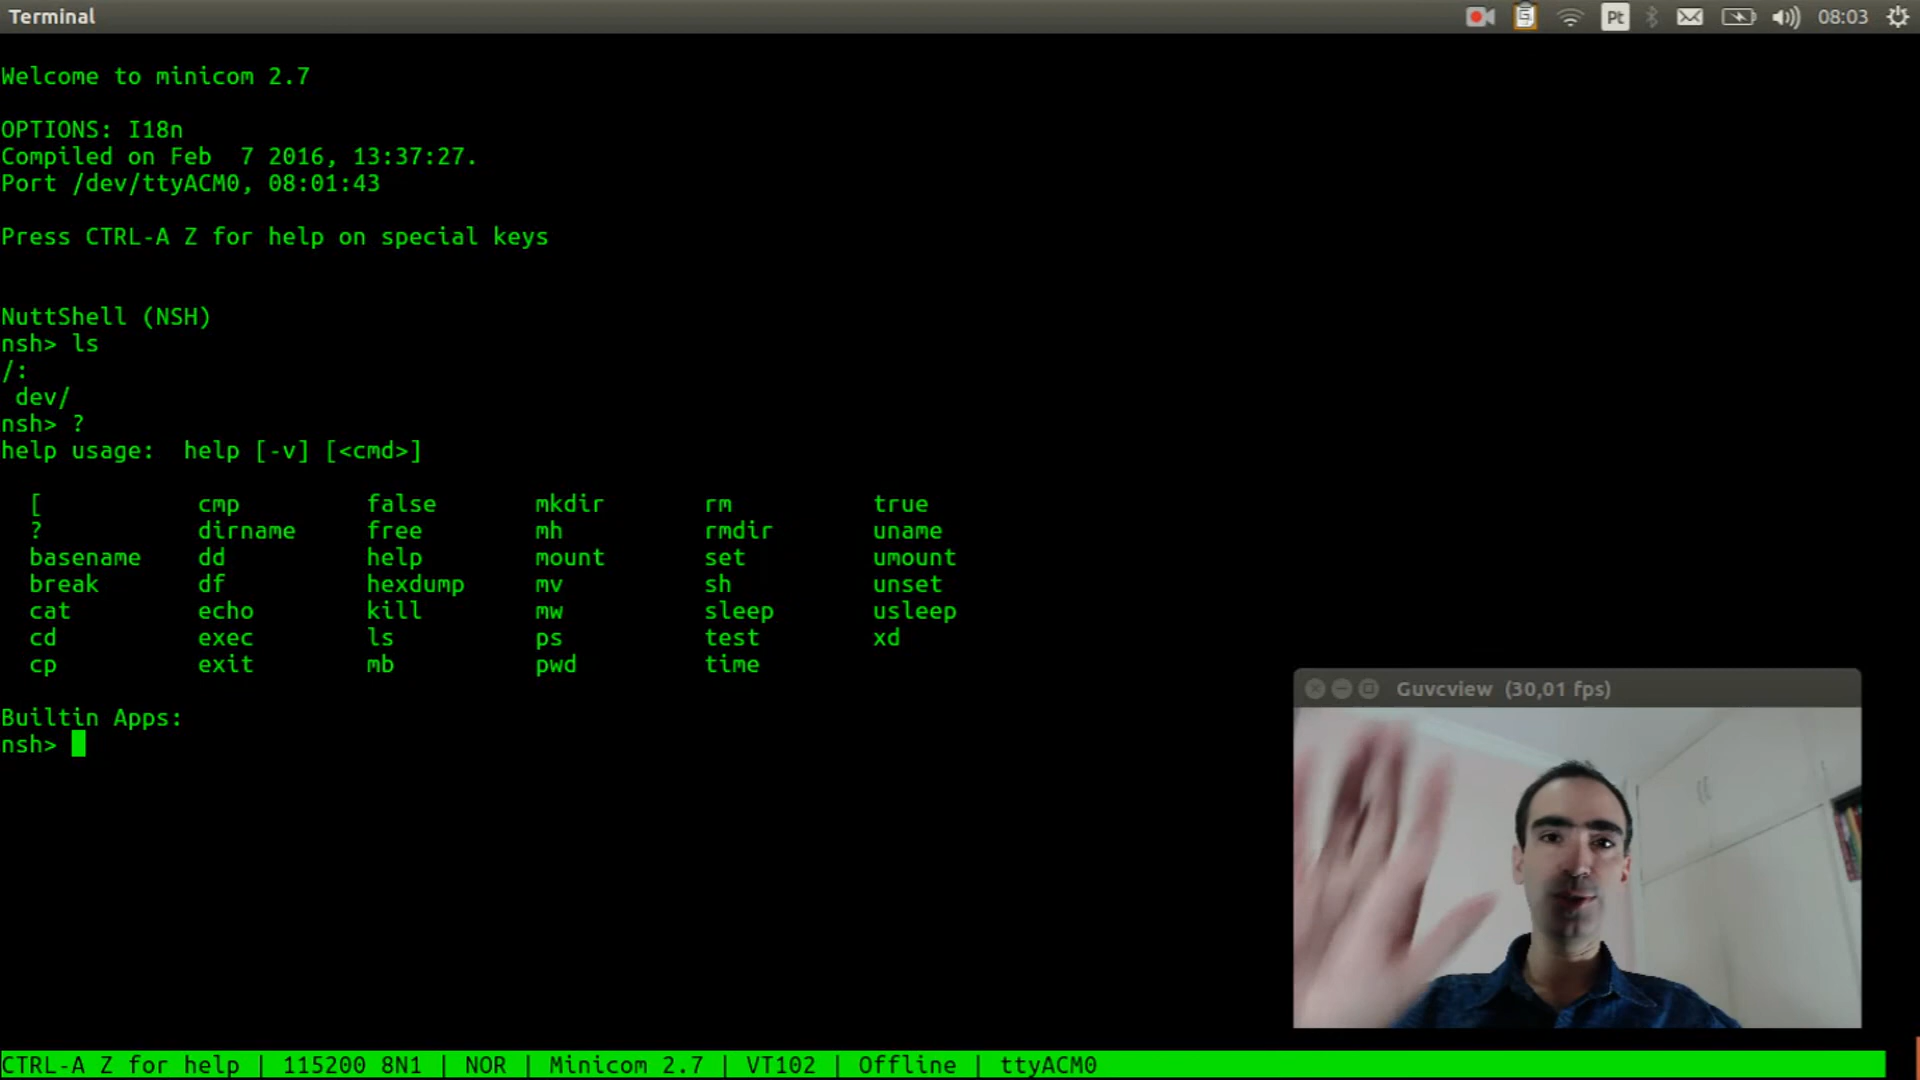 Terminal
Pt
08:03
Welcome to minicom 2.7
OPTIONS: I18n
Compiled on Feb  7 2016, 13:37:27.
Port /dev/ttyACM0, 08:01:43
Press CTRL-A Z for help on special keys
NuttShell (NSH)
nsh> ls
/:
 dev/
nsh> ?
help usage:  help [-v] [<cmd>]
[ cmp false mkdir rm true
? dirname free mh rmdir uname
basename dd help mount set umount
break df hexdump mv sh unset
cat echo kill mw sleep usleep
cd exec ls ps test xd
cp exit mb pwd time
Builtin Apps:
nsh>
Guvcview (30,01 fps)
CTRL-A Z for help | 115200 8N1 | NOR | Minicom 2.7 | VT102 | Offline | ttyACM0